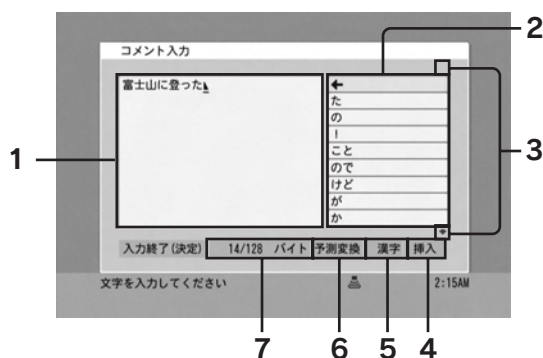 コメント入力
富士山に登った
←
た
の
!
こと
ので
けど
が
か
入力終了(決定) 14/128 バイト 予測変換 漢字 挿入
文字を入力してください 2:15AM
1
2
3
4
5
6
7